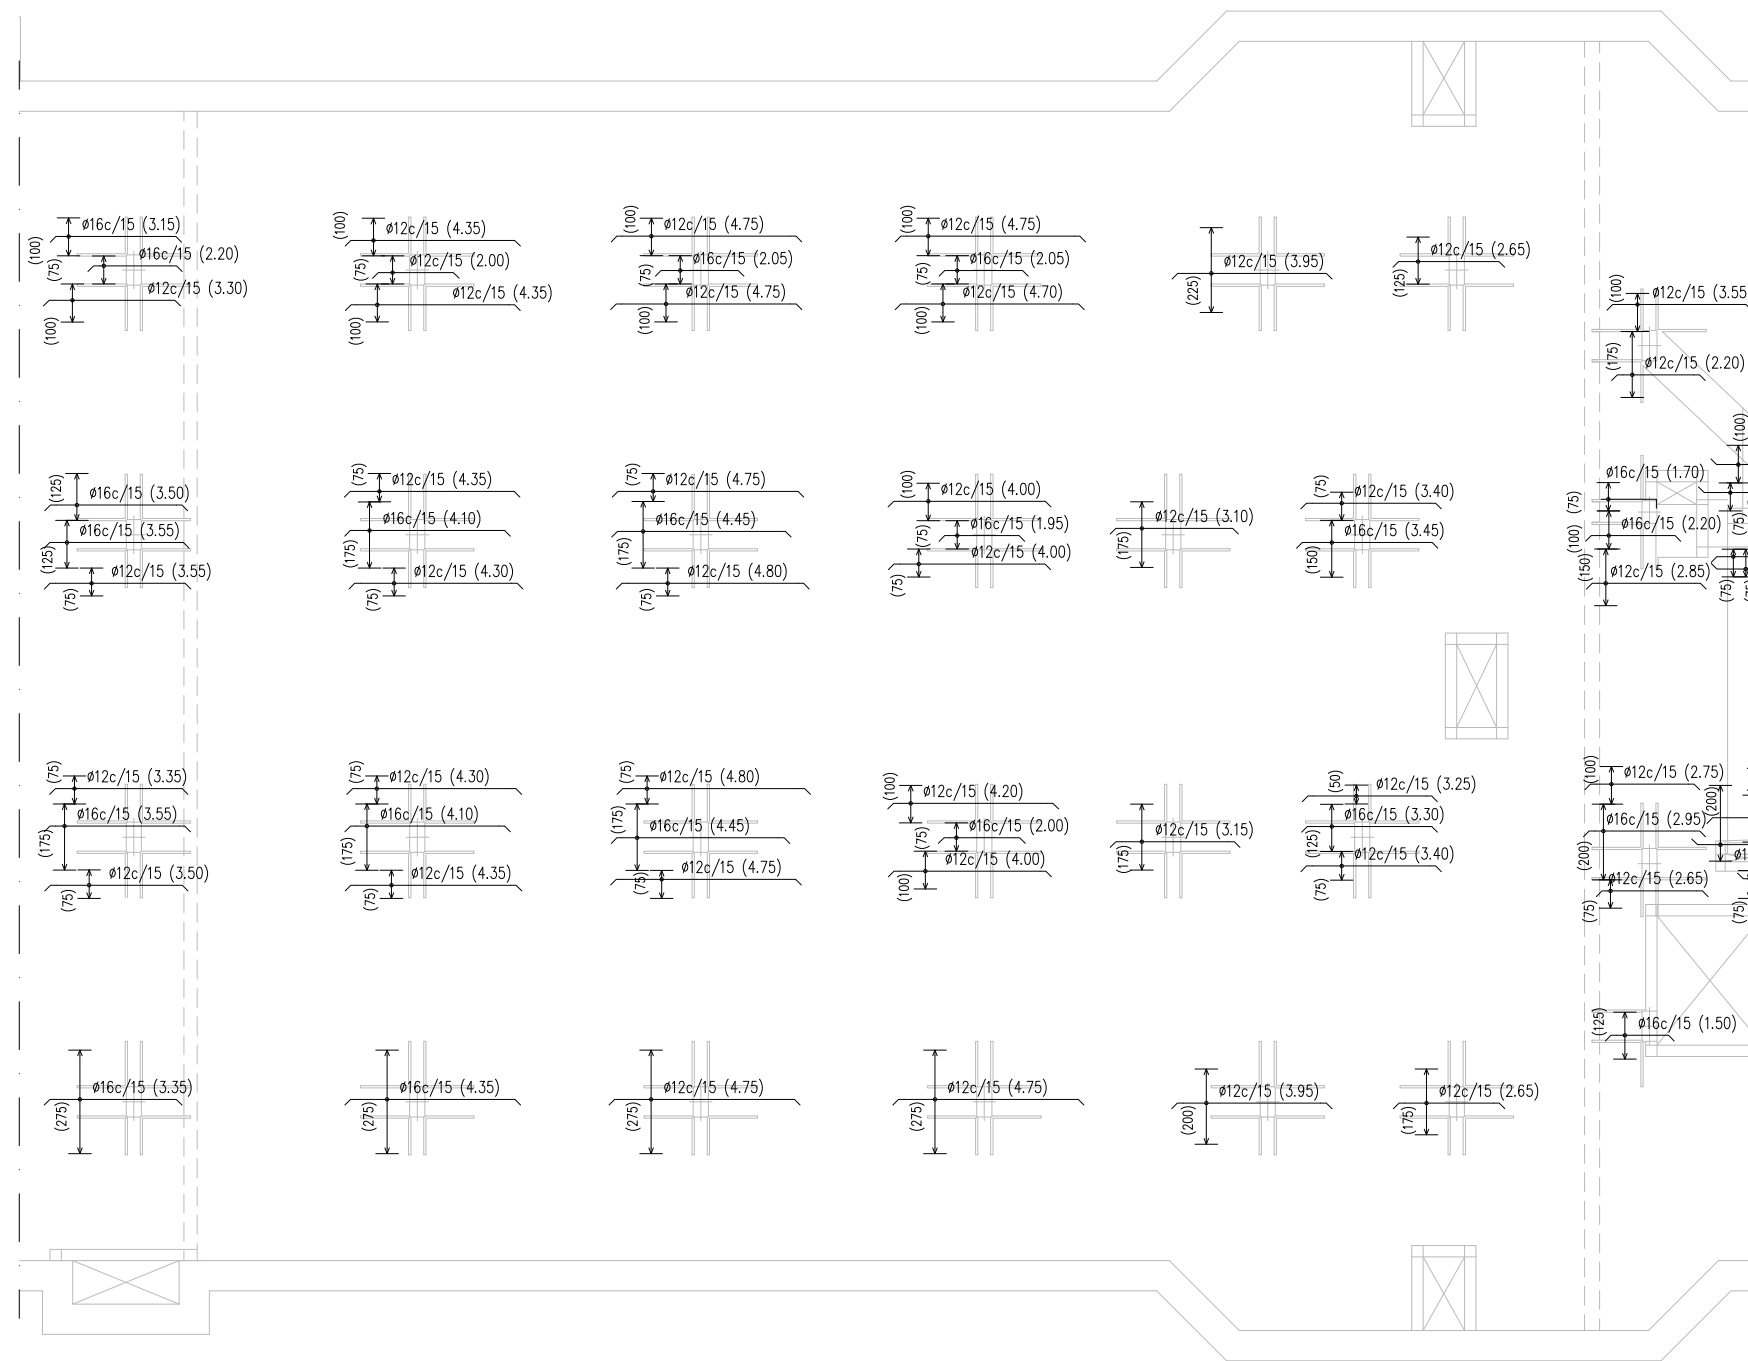 (100) ø16c/15 (3.15)
(75) ø16c/15 (2.20)
(100) ø12c/15 (3.30)
(100) ø12c/15 (4.35)
(75) ø12c/15 (2.00)
(100) ø12c/15 (4.35)
(100) ø12c/15 (4.75)
(75) ø16c/15 (2.05)
(100) ø12c/15 (4.75)
(100) ø12c/15 (4.75)
(75) ø16c/15 (2.05)
(100) ø12c/15 (4.70)
(225) ø12c/15 (3.95)
(125) ø12c/15 (2.65)
(100) ø12c/15 (3.55
(175) ø12c/15 (2.20)
(125) ø16c/15 (3.50)
(125) ø16c/15 (3.55)
(75) ø12c/15 (3.55)
(75) ø12c/15 (4.35)
(175) ø16c/15 (4.10)
(75) ø12c/15 (4.30)
(75) ø12c/15 (4.75)
(175) ø16c/15 (4.45)
(75) ø12c/15 (4.80)
(100) ø12c/15 (4.00)
(75) ø16c/15 (1.95)
(75) ø12c/15 (4.00)
(175) ø12c/15 (3.10)
(75) ø12c/15 (3.40)
(150) ø16c/15 (3.45)
(75) ø16c/15 (1.70)
(100) ø16c/15 (2.20)
(150) ø12c/15 (2.85)
(100)
(75)
(75)
(75) ø12c/15 (3.35)
(175) ø16c/15 (3.55)
(75) ø12c/15 (3.50)
(75) ø12c/15 (4.30)
(175) ø16c/15 (4.10)
(75) ø12c/15 (4.35)
(75) ø12c/15 (4.80)
(175) ø16c/15 (4.45)
(75) ø12c/15 (4.75)
(100) ø12c/15 (4.20)
(75) ø16c/15 (2.00)
(100) ø12c/15 (4.00)
(175) ø12c/15 (3.15)
(50) ø12c/15 (3.25)
(125) ø16c/15 (3.30)
(75) ø12c/15 (3.40)
(100) ø12c/15 (2.75)
(200) ø16c/15 (2.95)
(75) ø12c/15 (2.65)
(200)
(75)
(125) ø16c/15 (1.50)
(275) ø16c/15 (3.35)
(275) ø16c/15 (4.35)
(275) ø12c/15 (4.75)
(275) ø12c/15 (4.75)
(200) ø12c/15 (3.95)
(175) ø12c/15 (2.65)